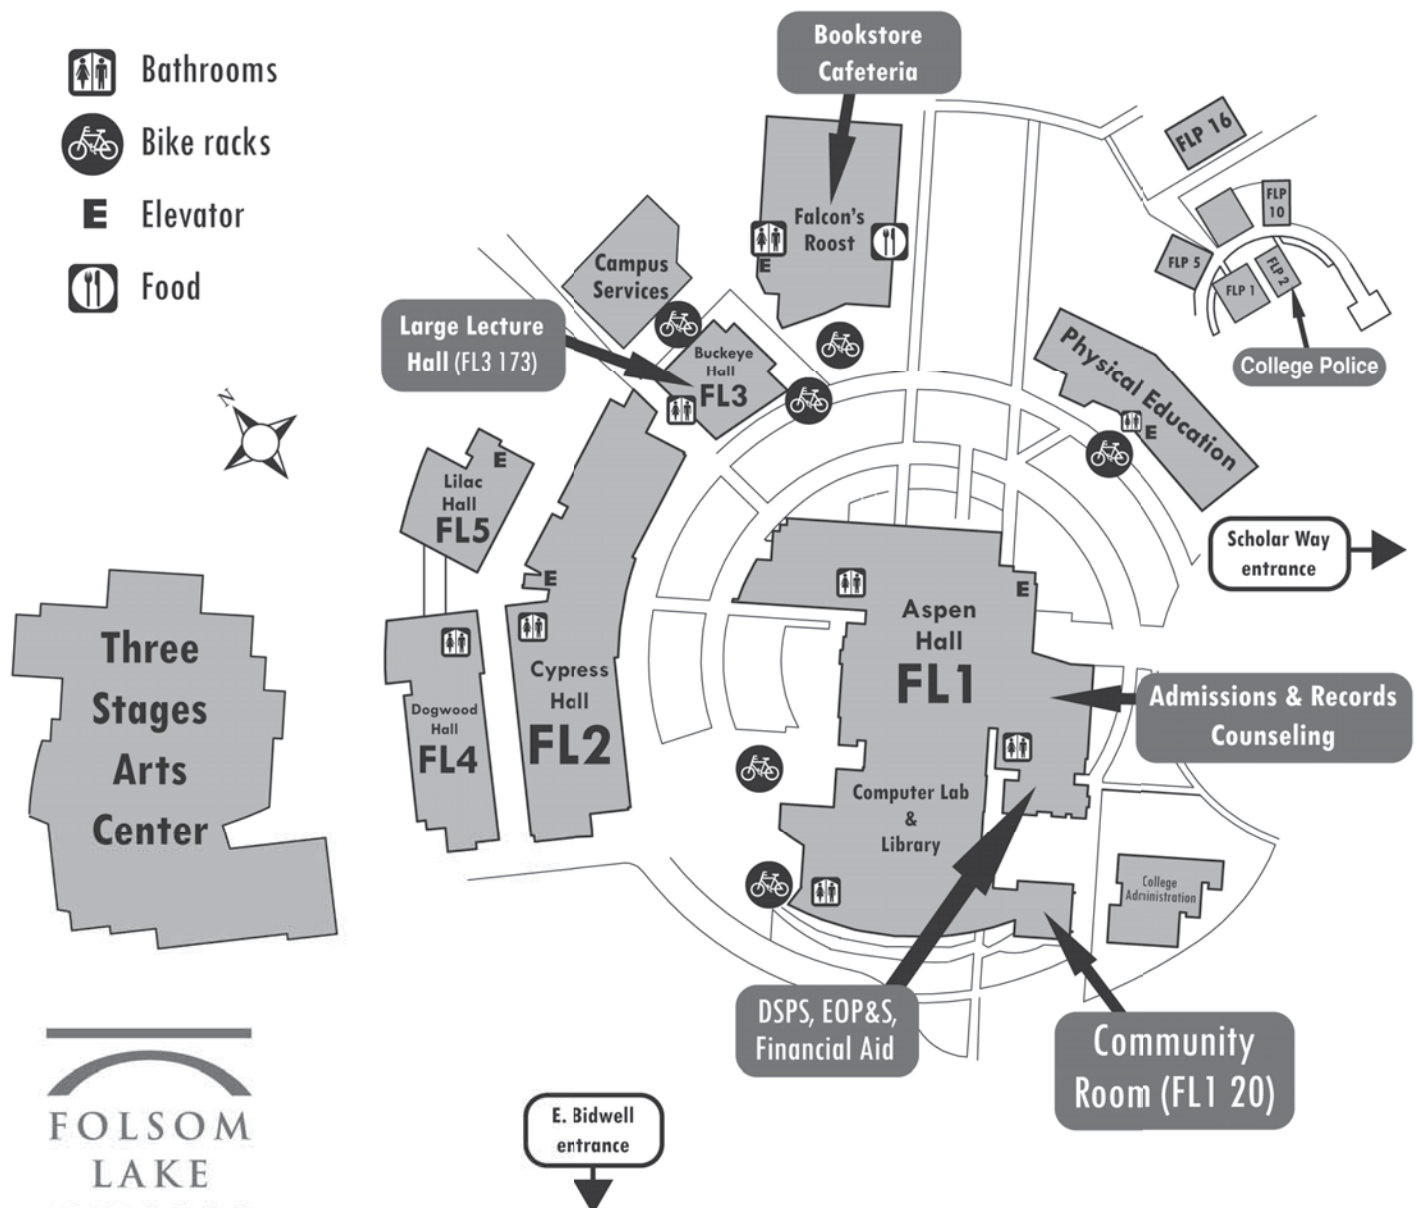 Bathrooms
Bike racks
E
Elevator
Food
Bookstore
Cafeteria
FLP 16
FLP
10
FLP 5
FLP 1
FLP 2
College Police
Falcon's
Roost
E
Campus
Services
Large Lecture
Hall (FL3 173)
Buckeye
Hall
FL3
Physical Education
E
N
E
Lilac
Hall
FL5
Scholar Way
entrance
E
Three
Stages
Arts
Center
Dogwood
Hall
FL4
Cypress
Hall
FL2
E
Aspen
Hall
FL1
Admissions & Records
Counseling
Computer Lab
&
Library
College
Administration
DSPS, EOP&S,
Financial Aid
Community
Room (FL1 20)
E. Bidwell
entrance
FOLSOM
LAKE